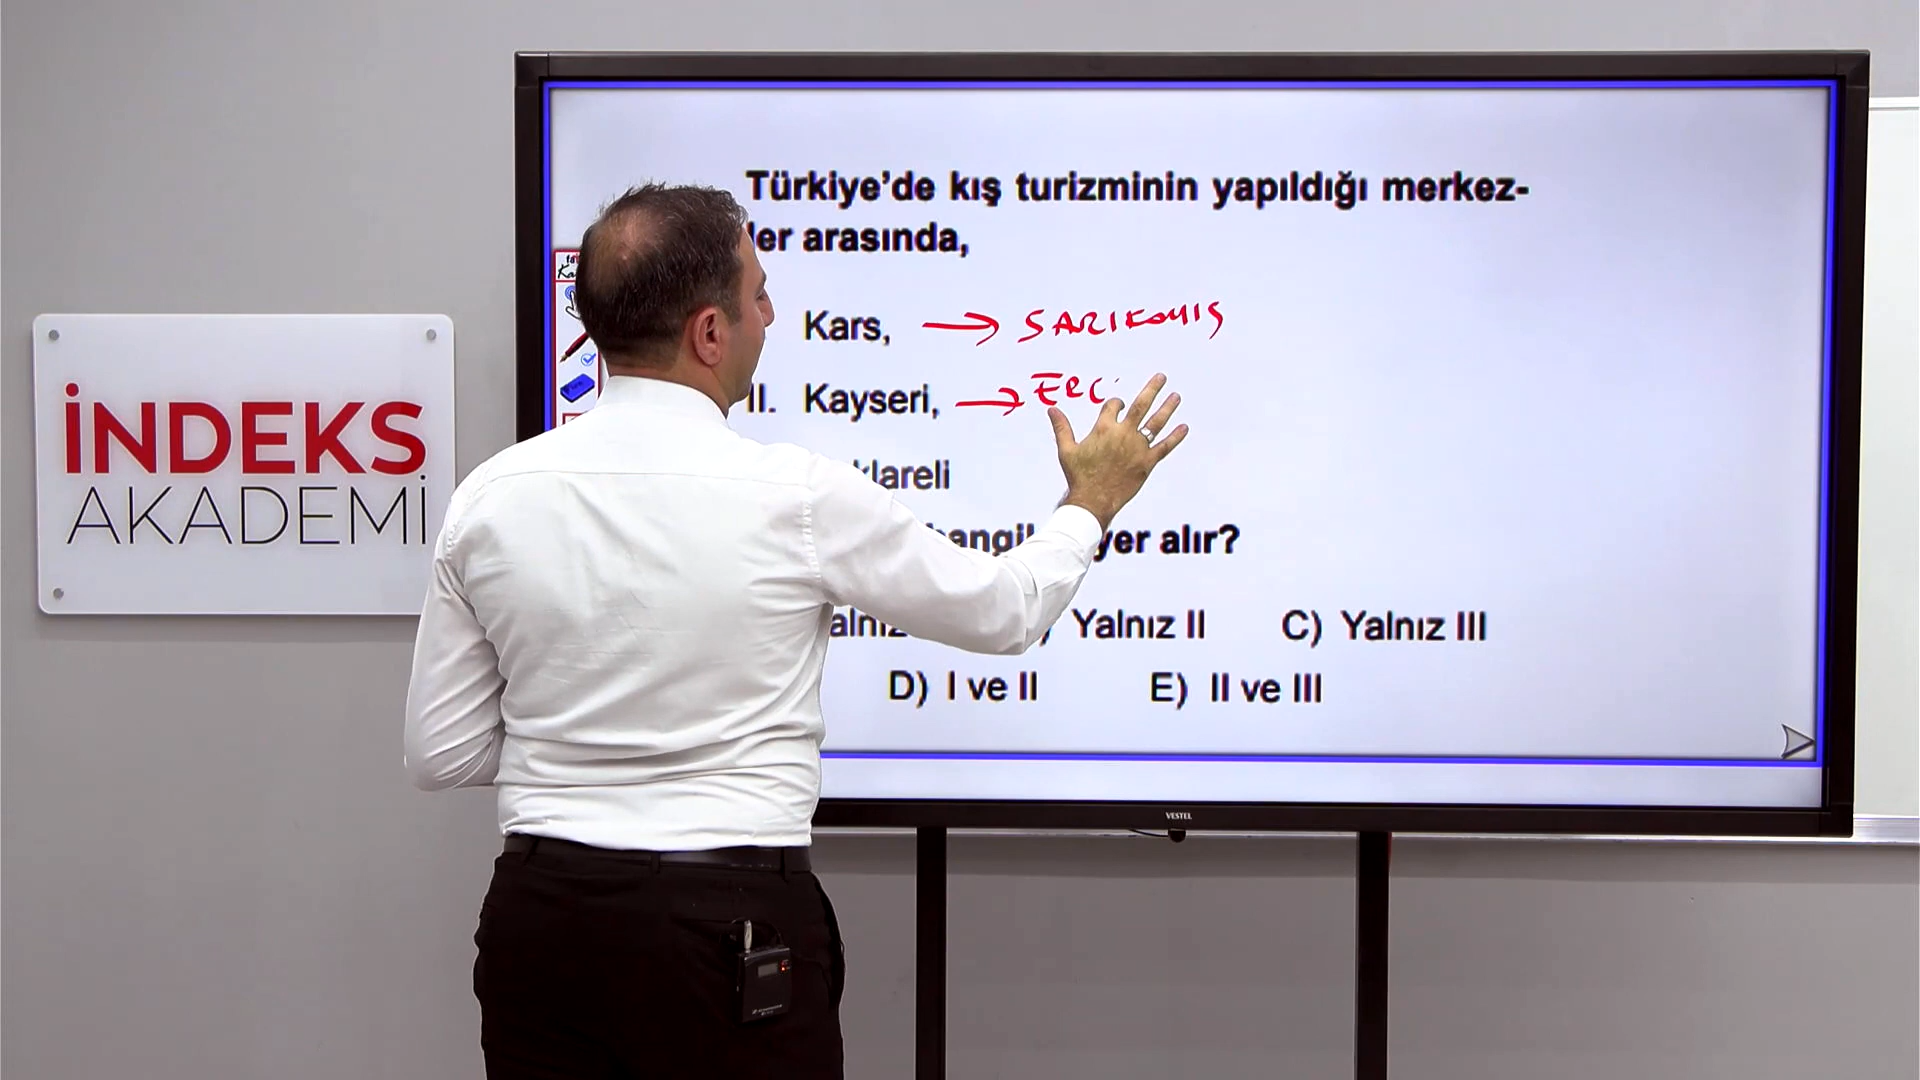 İNDEKS
AKADEMİ
Türkiye'de kış turizminin yapıldığı merkez-
ler arasında,
Kars, → SARIKAMIŞ
II. Kayseri, → ERC
yer alır?
Yalnız II C) Yalnız III
D) I ve II E) II ve III
VESTEL